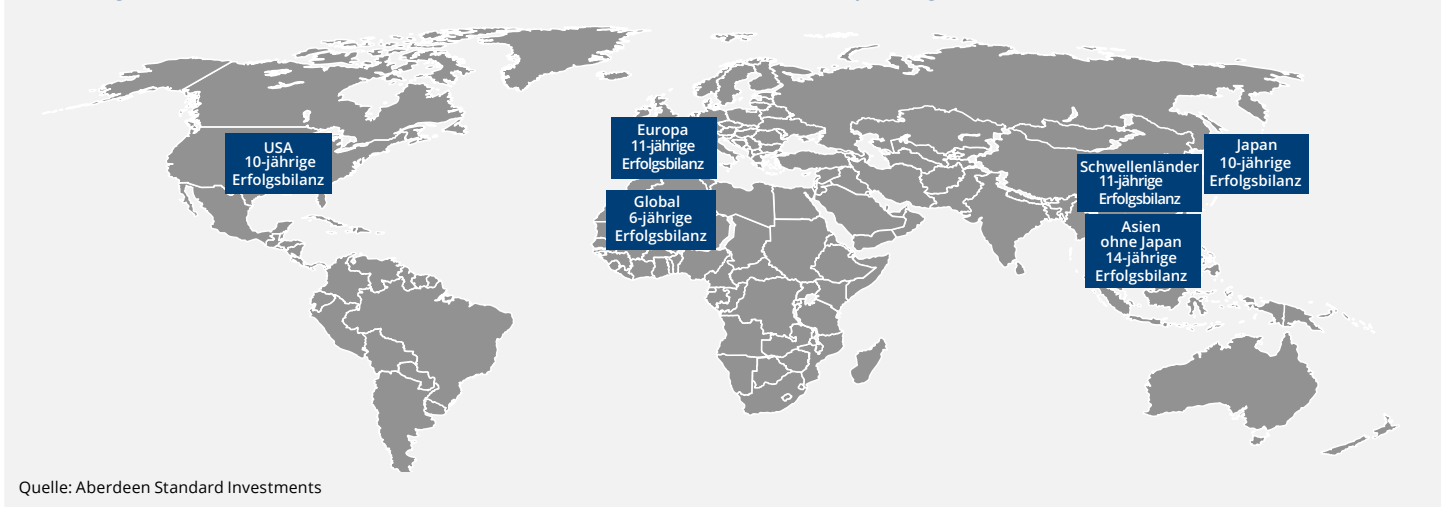 USA
10-jährige
Erfolgsbilanz
Europa
11-jährige
Erfolgsbilanz
Global
6-jährige
Erfolgsbilanz
Schwellenländer
11-jährige
Erfolgsbilanz
Japan
10-jährige
Erfolgsbilanz
Asien
ohne Japan
14-jährige
Erfolgsbilanz
Quelle: Aberdeen Standard Investments